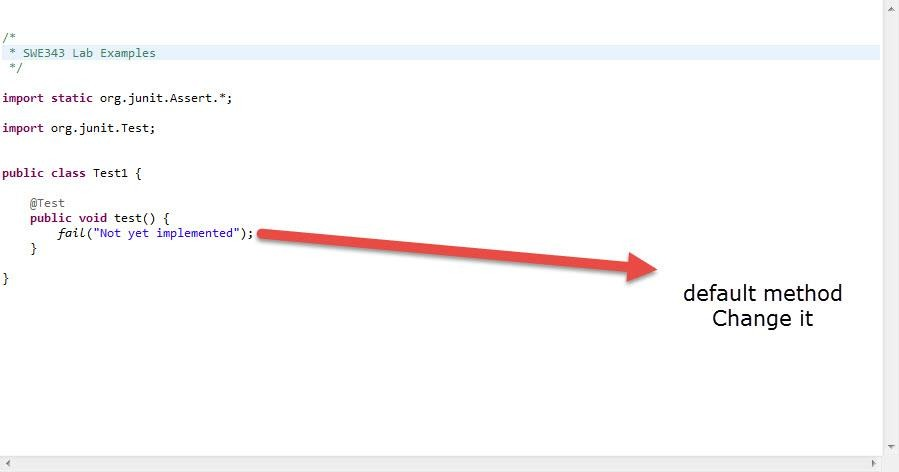 /*
 * SWE343 Lab Examples
 */
import static org.junit.Assert.*;
import org.junit.Test;
public class Test1 {
    @Test
    public void test() {
        fail("Not yet implemented");
    }
}
default method
Change it